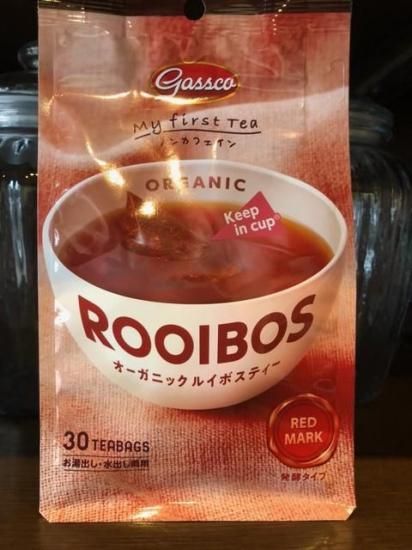 Gassco
My first Tea
ノンカフェイン
ORGANIC
Keep
in cup®
ROOIBOS
オーガニックルイボスティー
30 TEABAGS
お湯出し・水出し両用
RED
MARK
発酵タイプ